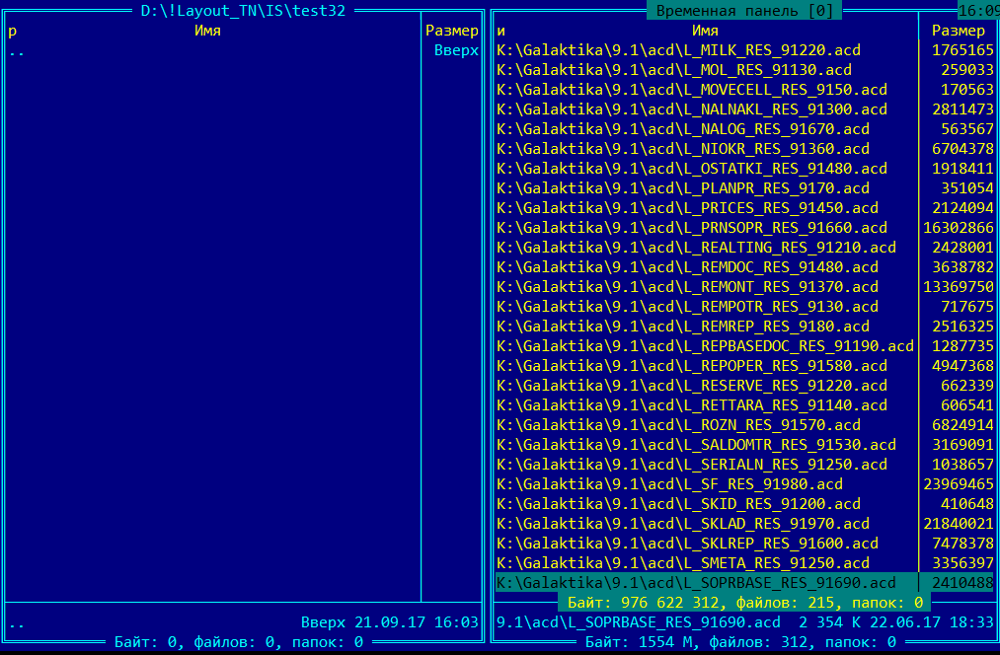 D:\!Layout_TN\IS\test32
р Имя Размер
.. Вверх
.. Вверх 21.09.17 16:03
Байт: 0, файлов: 0, папок: 0
Временная панель [0] 16:09
и Имя Размер
K:\Galaktika\9.1\acd\L_MILK_RES_91220.acd 1765165
K:\Galaktika\9.1\acd\L_MOL_RES_91130.acd 259033
K:\Galaktika\9.1\acd\L_MOVECELL_RES_9150.acd 170563
K:\Galaktika\9.1\acd\L_NALNAKL_RES_91300.acd 2811473
K:\Galaktika\9.1\acd\L_NALOG_RES_91670.acd 563567
K:\Galaktika\9.1\acd\L_NIOKR_RES_91360.acd 6704378
K:\Galaktika\9.1\acd\L_OSTATKI_RES_91480.acd 1918411
K:\Galaktika\9.1\acd\L_PLANPR_RES_9170.acd 351054
K:\Galaktika\9.1\acd\L_PRICES_RES_91450.acd 2124094
K:\Galaktika\9.1\acd\L_PRNSOPR_RES_91660.acd 16302866
K:\Galaktika\9.1\acd\L_REALTING_RES_91210.acd 2428001
K:\Galaktika\9.1\acd\L_REMDOC_RES_91480.acd 3638782
K:\Galaktika\9.1\acd\L_REMONT_RES_91370.acd 13369750
K:\Galaktika\9.1\acd\L_REMPOTR_RES_9130.acd 717675
K:\Galaktika\9.1\acd\L_REMREP_RES_9180.acd 2516325
K:\Galaktika\9.1\acd\L_REPBASEDOC_RES_91190.acd 1287735
K:\Galaktika\9.1\acd\L_REPOPER_RES_91580.acd 4947368
K:\Galaktika\9.1\acd\L_RESERVE_RES_91220.acd 662339
K:\Galaktika\9.1\acd\L_RETTARA_RES_91140.acd 606541
K:\Galaktika\9.1\acd\L_ROZN_RES_91570.acd 6824914
K:\Galaktika\9.1\acd\L_SALDOMTR_RES_91530.acd 3169091
K:\Galaktika\9.1\acd\L_SERIALN_RES_91250.acd 1038657
K:\Galaktika\9.1\acd\L_SF_RES_91980.acd 23969465
K:\Galaktika\9.1\acd\L_SKID_RES_91200.acd 410648
K:\Galaktika\9.1\acd\L_SKLAD_RES_91970.acd 21840021
K:\Galaktika\9.1\acd\L_SKLREP_RES_91600.acd 7478378
K:\Galaktika\9.1\acd\L_SMETA_RES_91250.acd 3356397
K:\Galaktika\9.1\acd\L_SOPRBASE_RES_91690.acd 2410488
Байт: 976 622 312, файлов: 215, папок: 0
9.1\acd\L_SOPRBASE_RES_91690.acd 2 354 K 22.06.17 18:33
Байт: 1554 M, файлов: 312, папок: 0